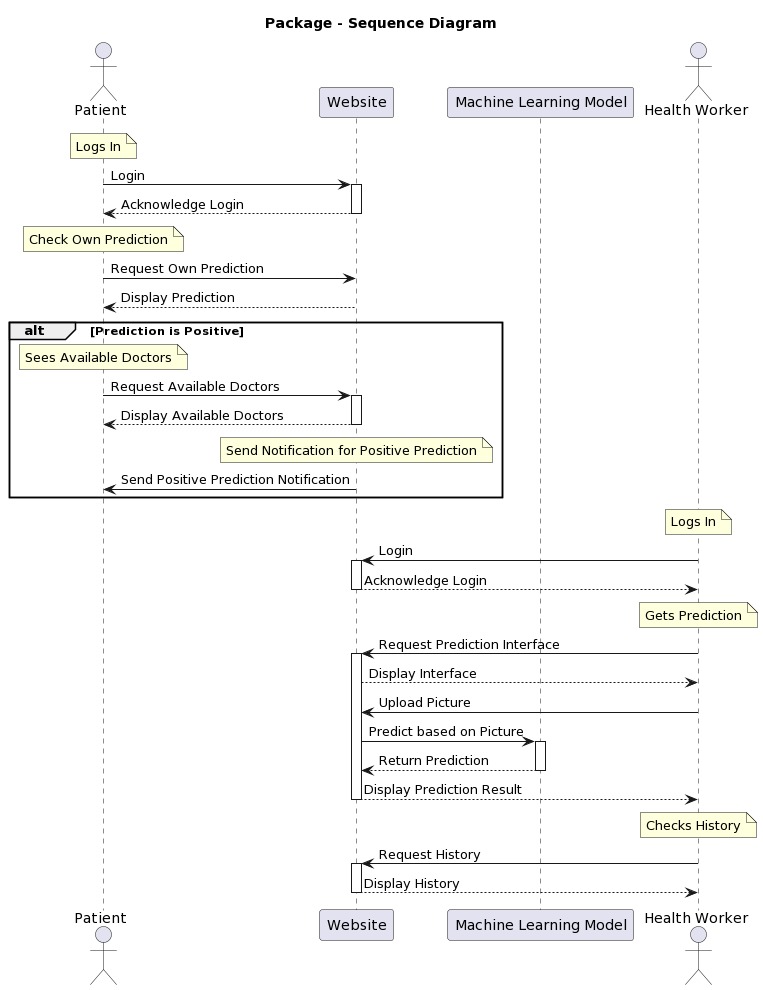 Package - Sequence Diagram
Patient
Website
Machine Learning Model
Health Worker
Logs In
Login
Acknowledge Login
Check Own Prediction
Request Own Prediction
Display Prediction
alt [Prediction is Positive]
Sees Available Doctors
Request Available Doctors
Display Available Doctors
Send Notification for Positive Prediction
Send Positive Prediction Notification
Logs In
Login
Acknowledge Login
Gets Prediction
Request Prediction Interface
Display Interface
Upload Picture
Predict based on Picture
Return Prediction
Display Prediction Result
Checks History
Request History
Display History
Patient
Website
Machine Learning Model
Health Worker